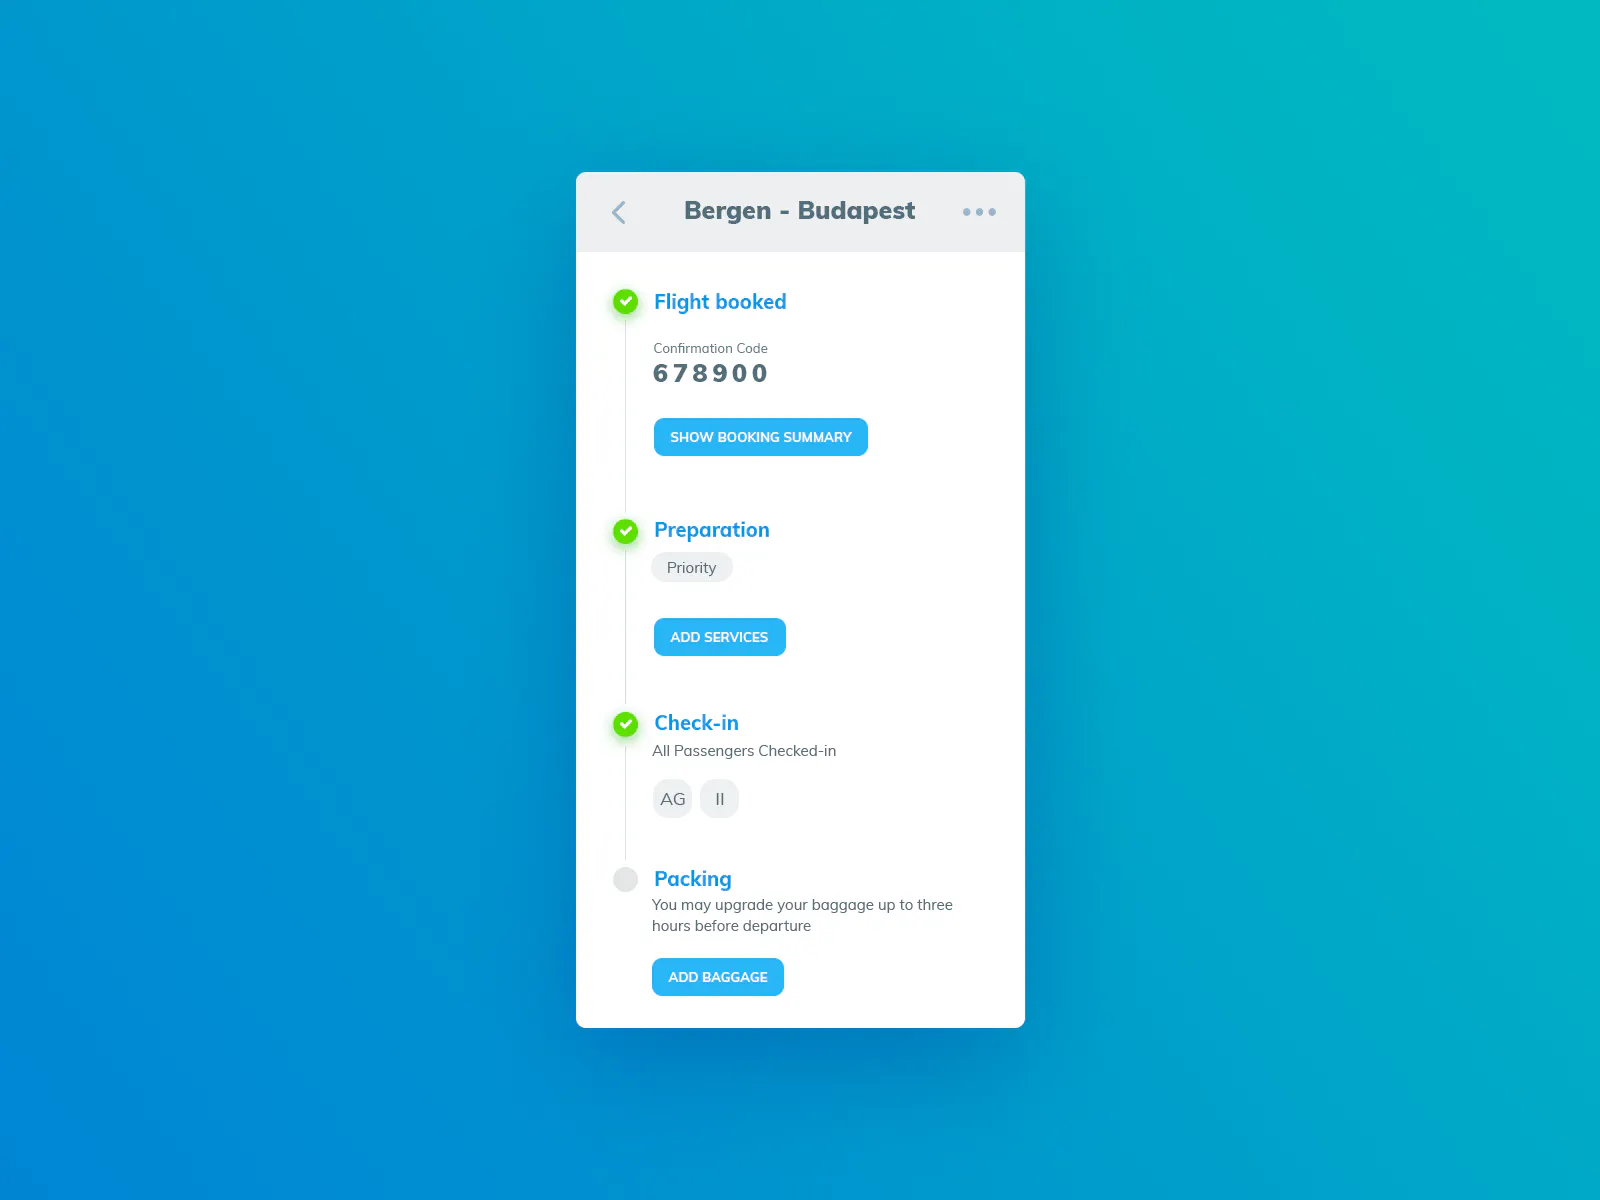 Bergen - Budapest
Flight booked
Confirmation Code
678900
SHOW BOOKING SUMMARY
Preparation
Priority
ADD SERVICES
Check-in
All Passengers Checked-in
AG II
Packing
You may upgrade your baggage up to three
hours before departure
ADD BAGGAGE